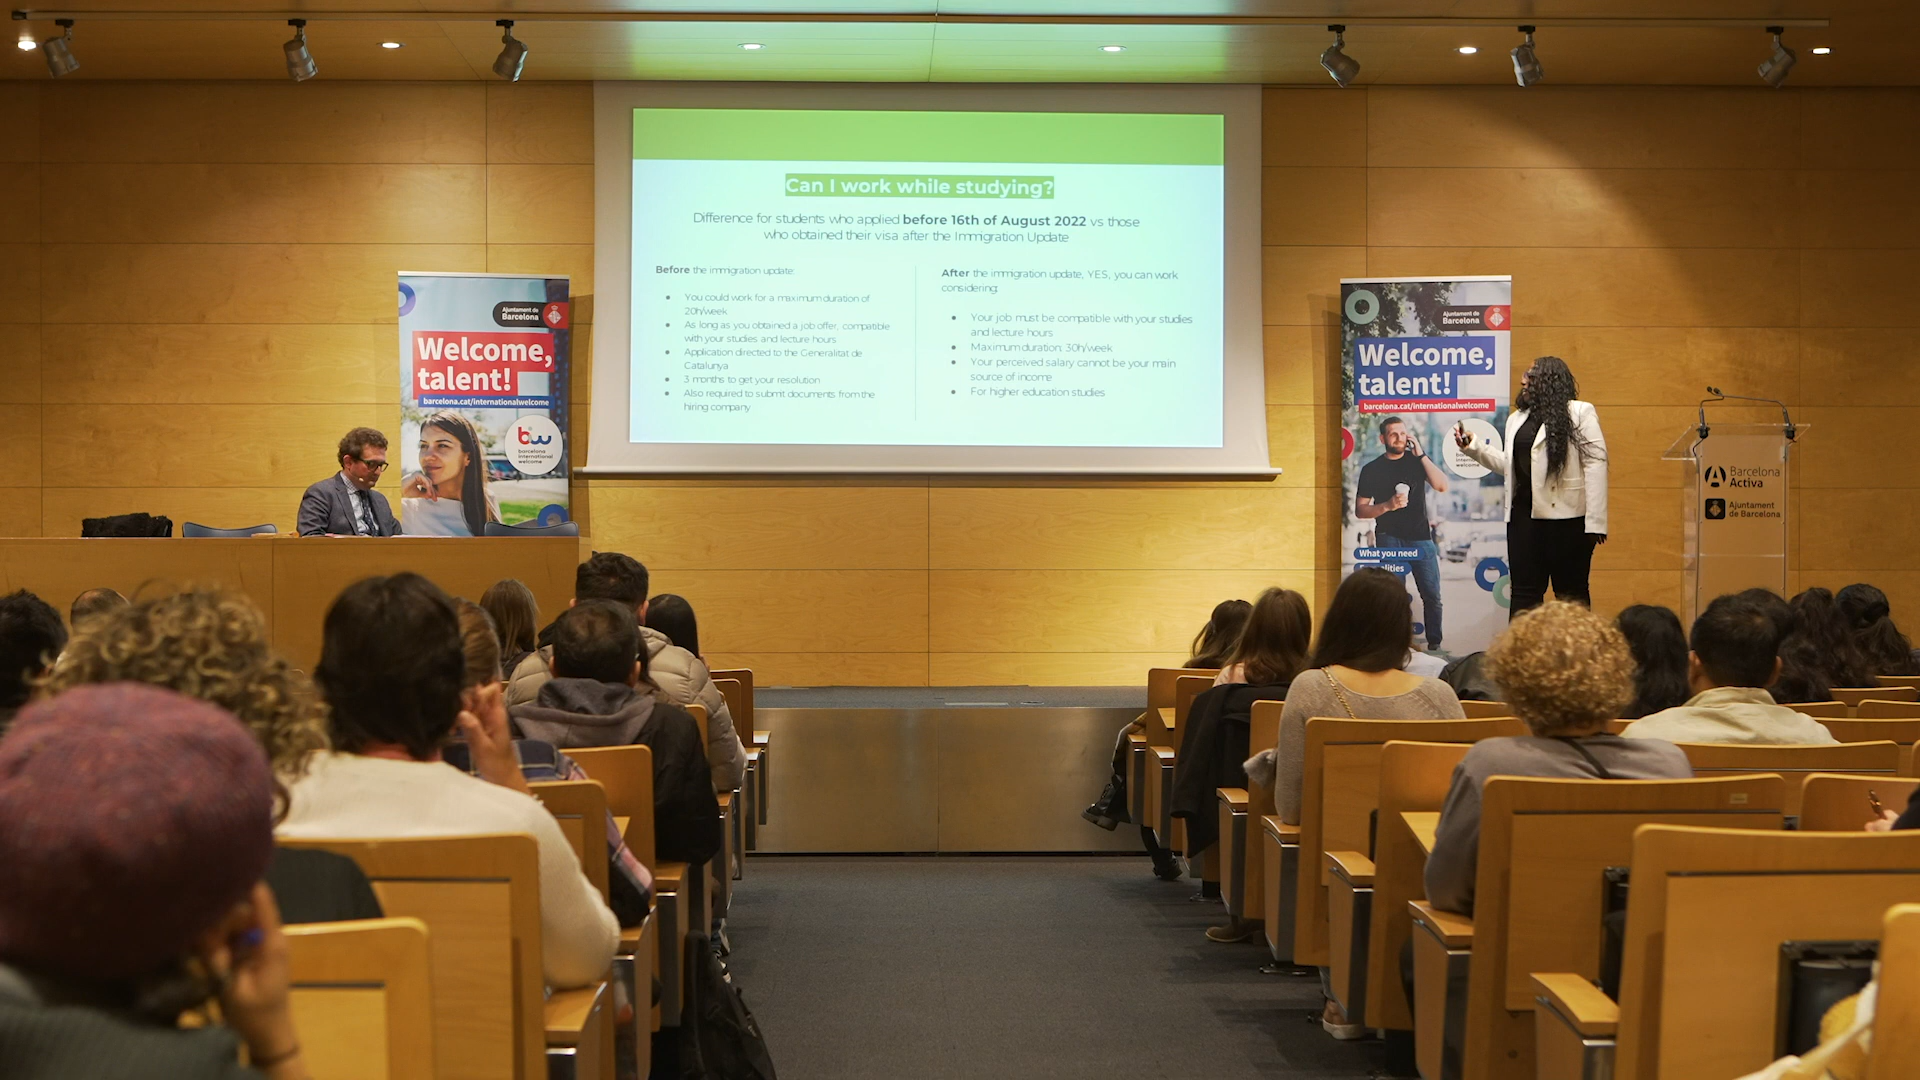 Can I work while studying?
Difference for students who applied before 16th of August 2022 vs those
who obtained their visa after the Immigration Update
Before the immigration update:
You could work for a maximum duration of
20h/week
As long as you obtained a job offer, compatible
with your studies and lecture hours
Application directed to the Generalitat de
Catalunya
3 months to get your resolution
Also required to submit documents from the
hiring company
After the immigration update, YES, you can work
considering:
Your job must be compatible with your studies
and lecture hours
Maximum duration; 30h/week
Your perceived salary cannot be your main
source of income
For higher education studies
Ajuntament de
Barcelona
Welcome,
talent!
barcelona.cat/internationalwelcome
biw
barcelona
international
welcome
Ajuntament de
Barcelona
Welcome,
talent!
barcelona.cat/internationalwelcome
What you need
Barcelona
Activa
Ajuntament
de Barcelona